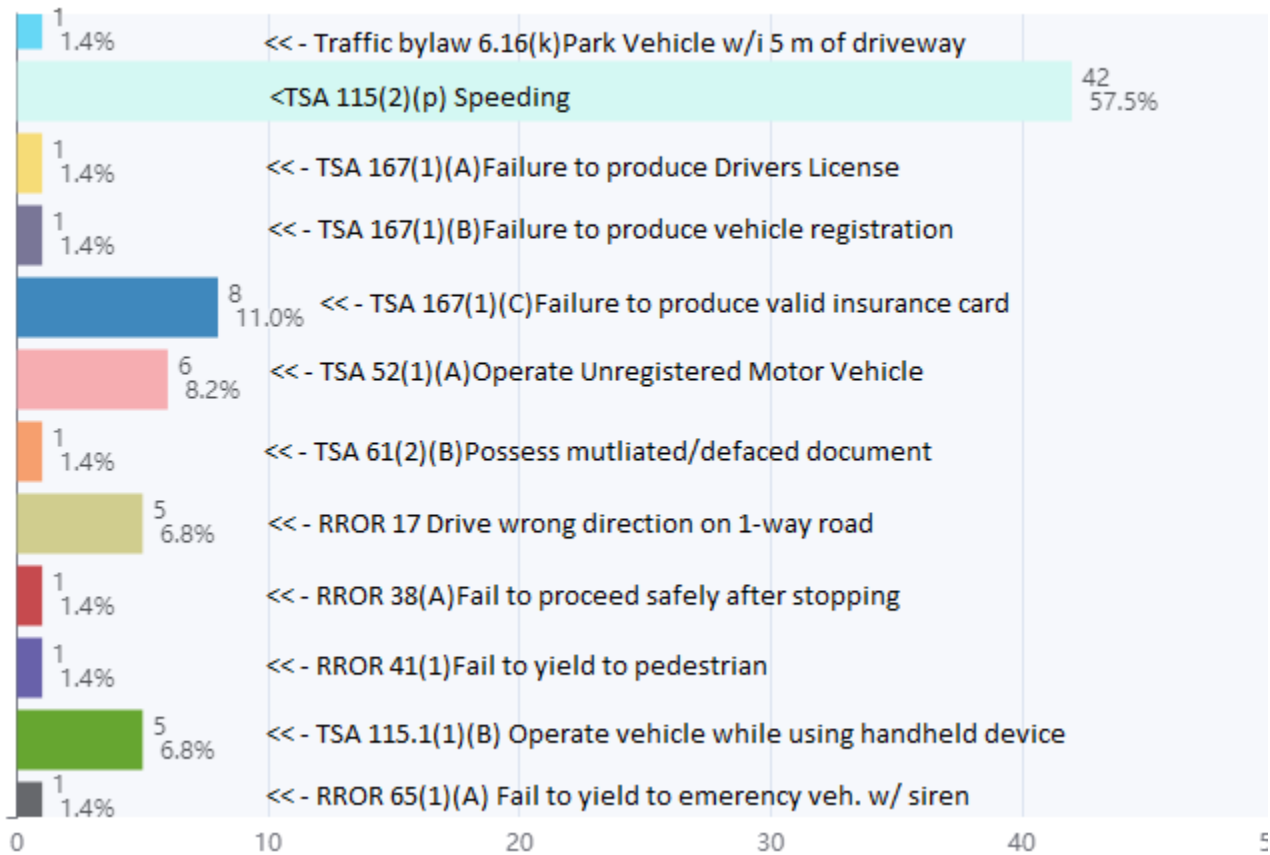 1
1.4%
<< - Traffic bylaw 6.16(k)Park Vehicle w/i 5 m of driveway
42
57.5%
<TSA 115(2)(p) Speeding
1
1.4%
<< - TSA 167(1)(A)Failure to produce Drivers License
1
1.4%
<< - TSA 167(1)(B)Failure to produce vehicle registration
8
11.0%
<< - TSA 167(1)(C)Failure to produce valid insurance card
6
8.2%
<< - TSA 52(1)(A)Operate Unregistered Motor Vehicle
1
1.4%
<< - TSA 61(2)(B)Possess mutliated/defaced document
5
6.8%
<< - RROR 17 Drive wrong direction on 1-way road
1
1.4%
<< - RROR 38(A)Fail to proceed safely after stopping
1
1.4%
<< - RROR 41(1)Fail to yield to pedestrian
5
6.8%
<< - TSA 115.1(1)(B) Operate vehicle while using handheld device
1
1.4%
<< - RROR 65(1)(A) Fail to yield to emerency veh. w/ siren
0 10 20 30 40